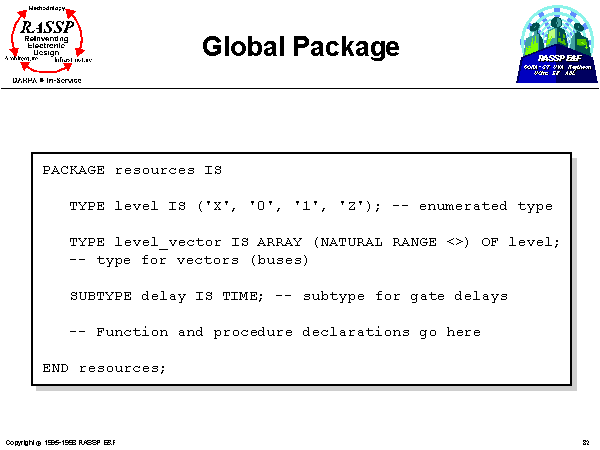 Methodology
RASSP
Reinventing
Electronic
Design
Architecture Infrastructure
DARPA • Tri-Service
Global Package
RASSP E&F
SCRA • GT • UVA • Raytheon
UCinc • EIT • ADL
PACKAGE resources IS
TYPE level IS ('X', '0', '1', 'Z'); -- enumerated type
TYPE level_vector IS ARRAY (NATURAL RANGE <>) OF level;
-- type for vectors (buses)
SUBTYPE delay IS TIME; -- subtype for gate delays
-- Function and procedure declarations go here
END resources;
Copyright © 1995-1998 RASSP E&F
82